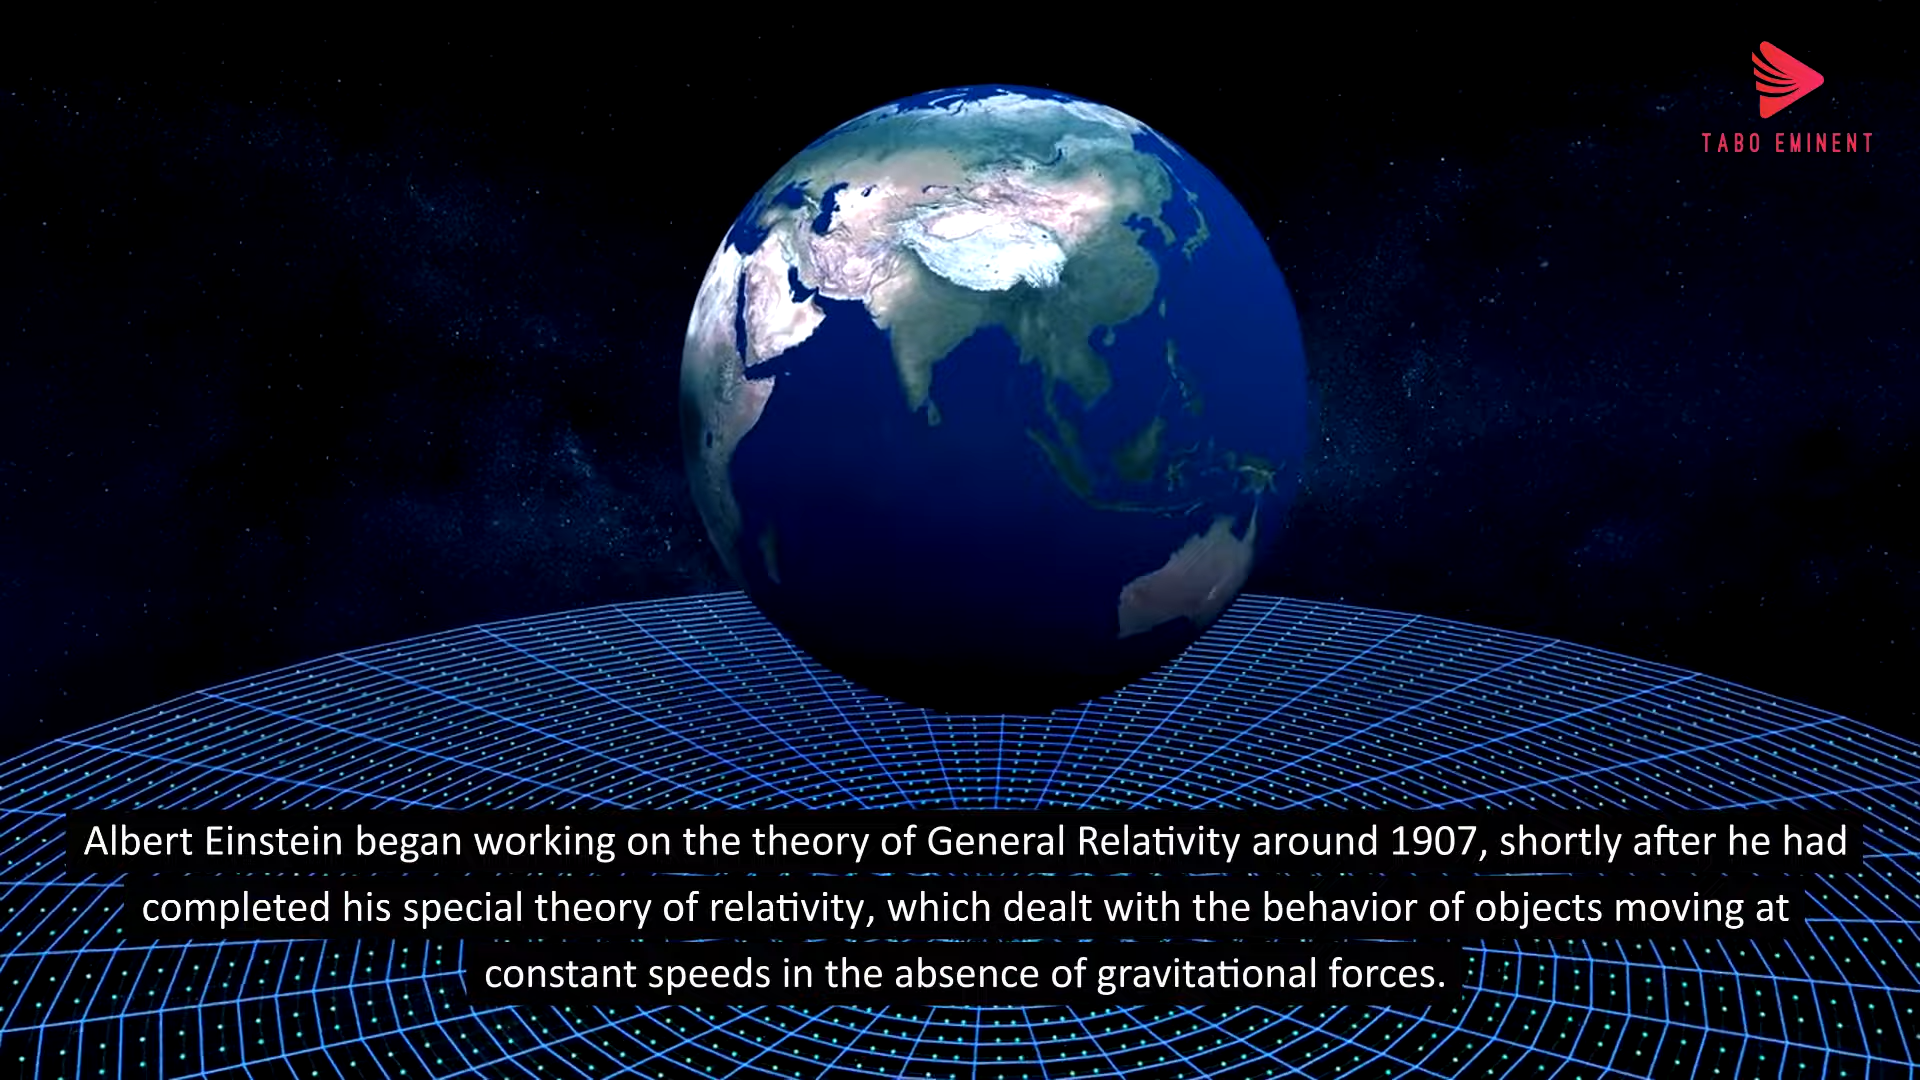 TABO EMINENT
Albert Einstein began working on the theory of General Relativity around 1907, shortly after he had
completed his special theory of relativity, which dealt with the behavior of objects moving at
constant speeds in the absence of gravitational forces.